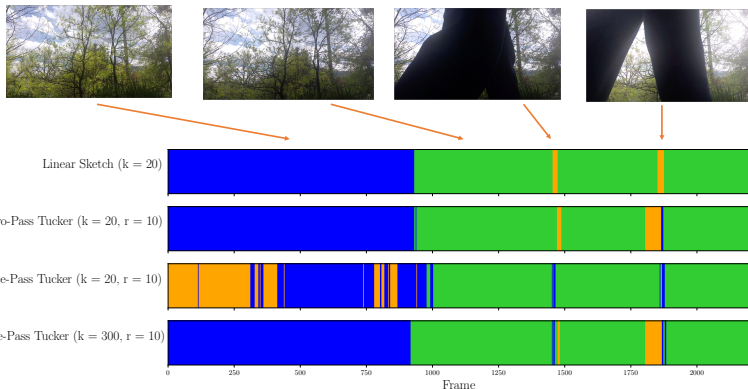 Linear Sketch (k = 20)
o-Pass Tucker (k = 20, r = 10)
e-Pass Tucker (k = 20, r = 10)
e-Pass Tucker (k = 300, r = 10)
0 250 500 750 1000 1250 1500 1750 2000
Frame